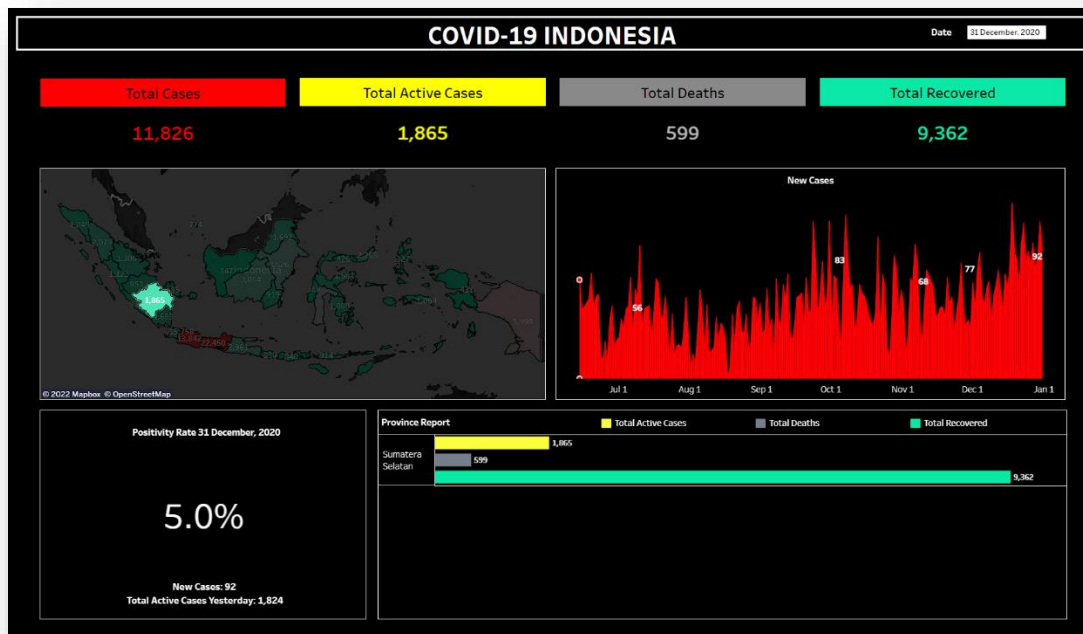 COVID-19 INDONESIA
Date 31 December, 2020
Total Cases
Total Active Cases
Total Deaths
Total Recovered
11,826
1,865
599
9,362
1,865
© 2022 Mapbox © OpenStreetMap
New Cases
0
0
56
83
68
77
92
Jul 1 Aug 1 Sep 1 Oct 1 Nov 1 Dec 1 Jan 1
Positivity Rate 31 December, 2020
5.0%
New Cases: 92
Total Active Cases Yesterday: 1,824
Province Report Total Active Cases Total Deaths Total Recovered
Sumatera
Selatan
1,865
599
9,362